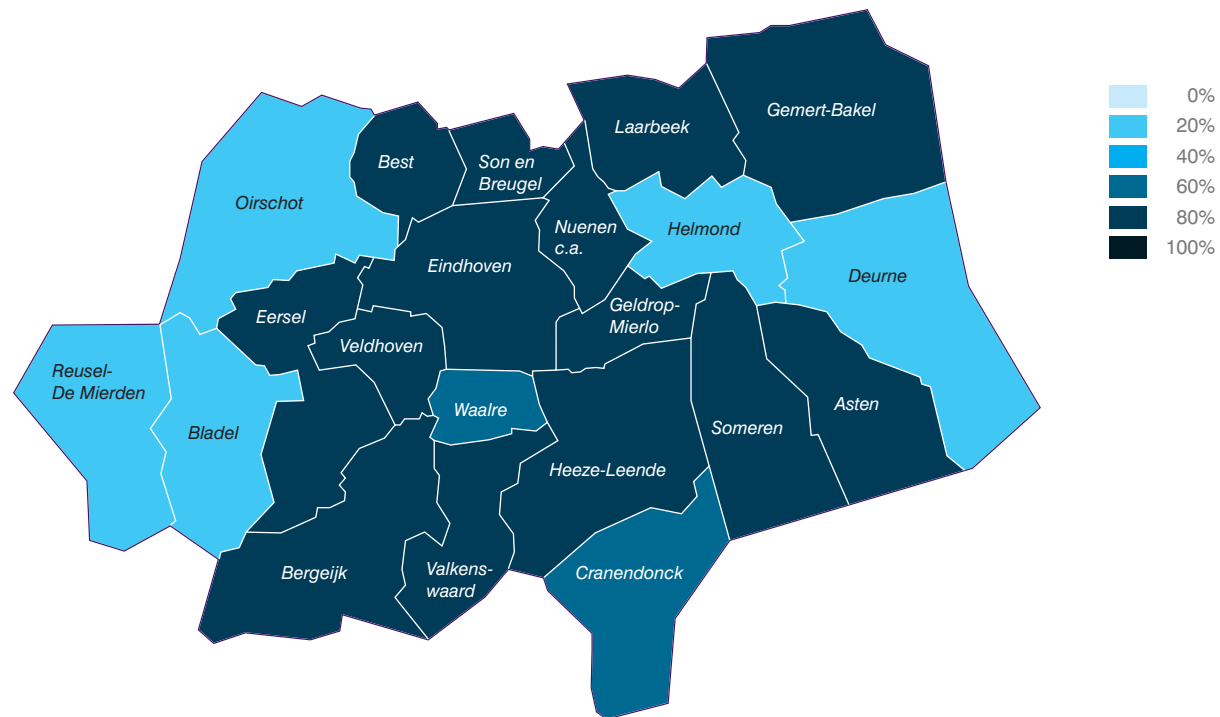 Gemert-Bakel
Laarbeek
Best
Son en
Breugel
Oirschot
Nuenen
c.a.
Helmond
Eindhoven
Deurne
Geldrop-
Mierlo
Eersel
Veldhoven
Reusel-
De Mierden
Bladel
Waalre
Asten
Someren
Heeze-Leende
Bergeijk
Valkens-
waard
Cranendonck
0%
20%
40%
60%
80%
100%